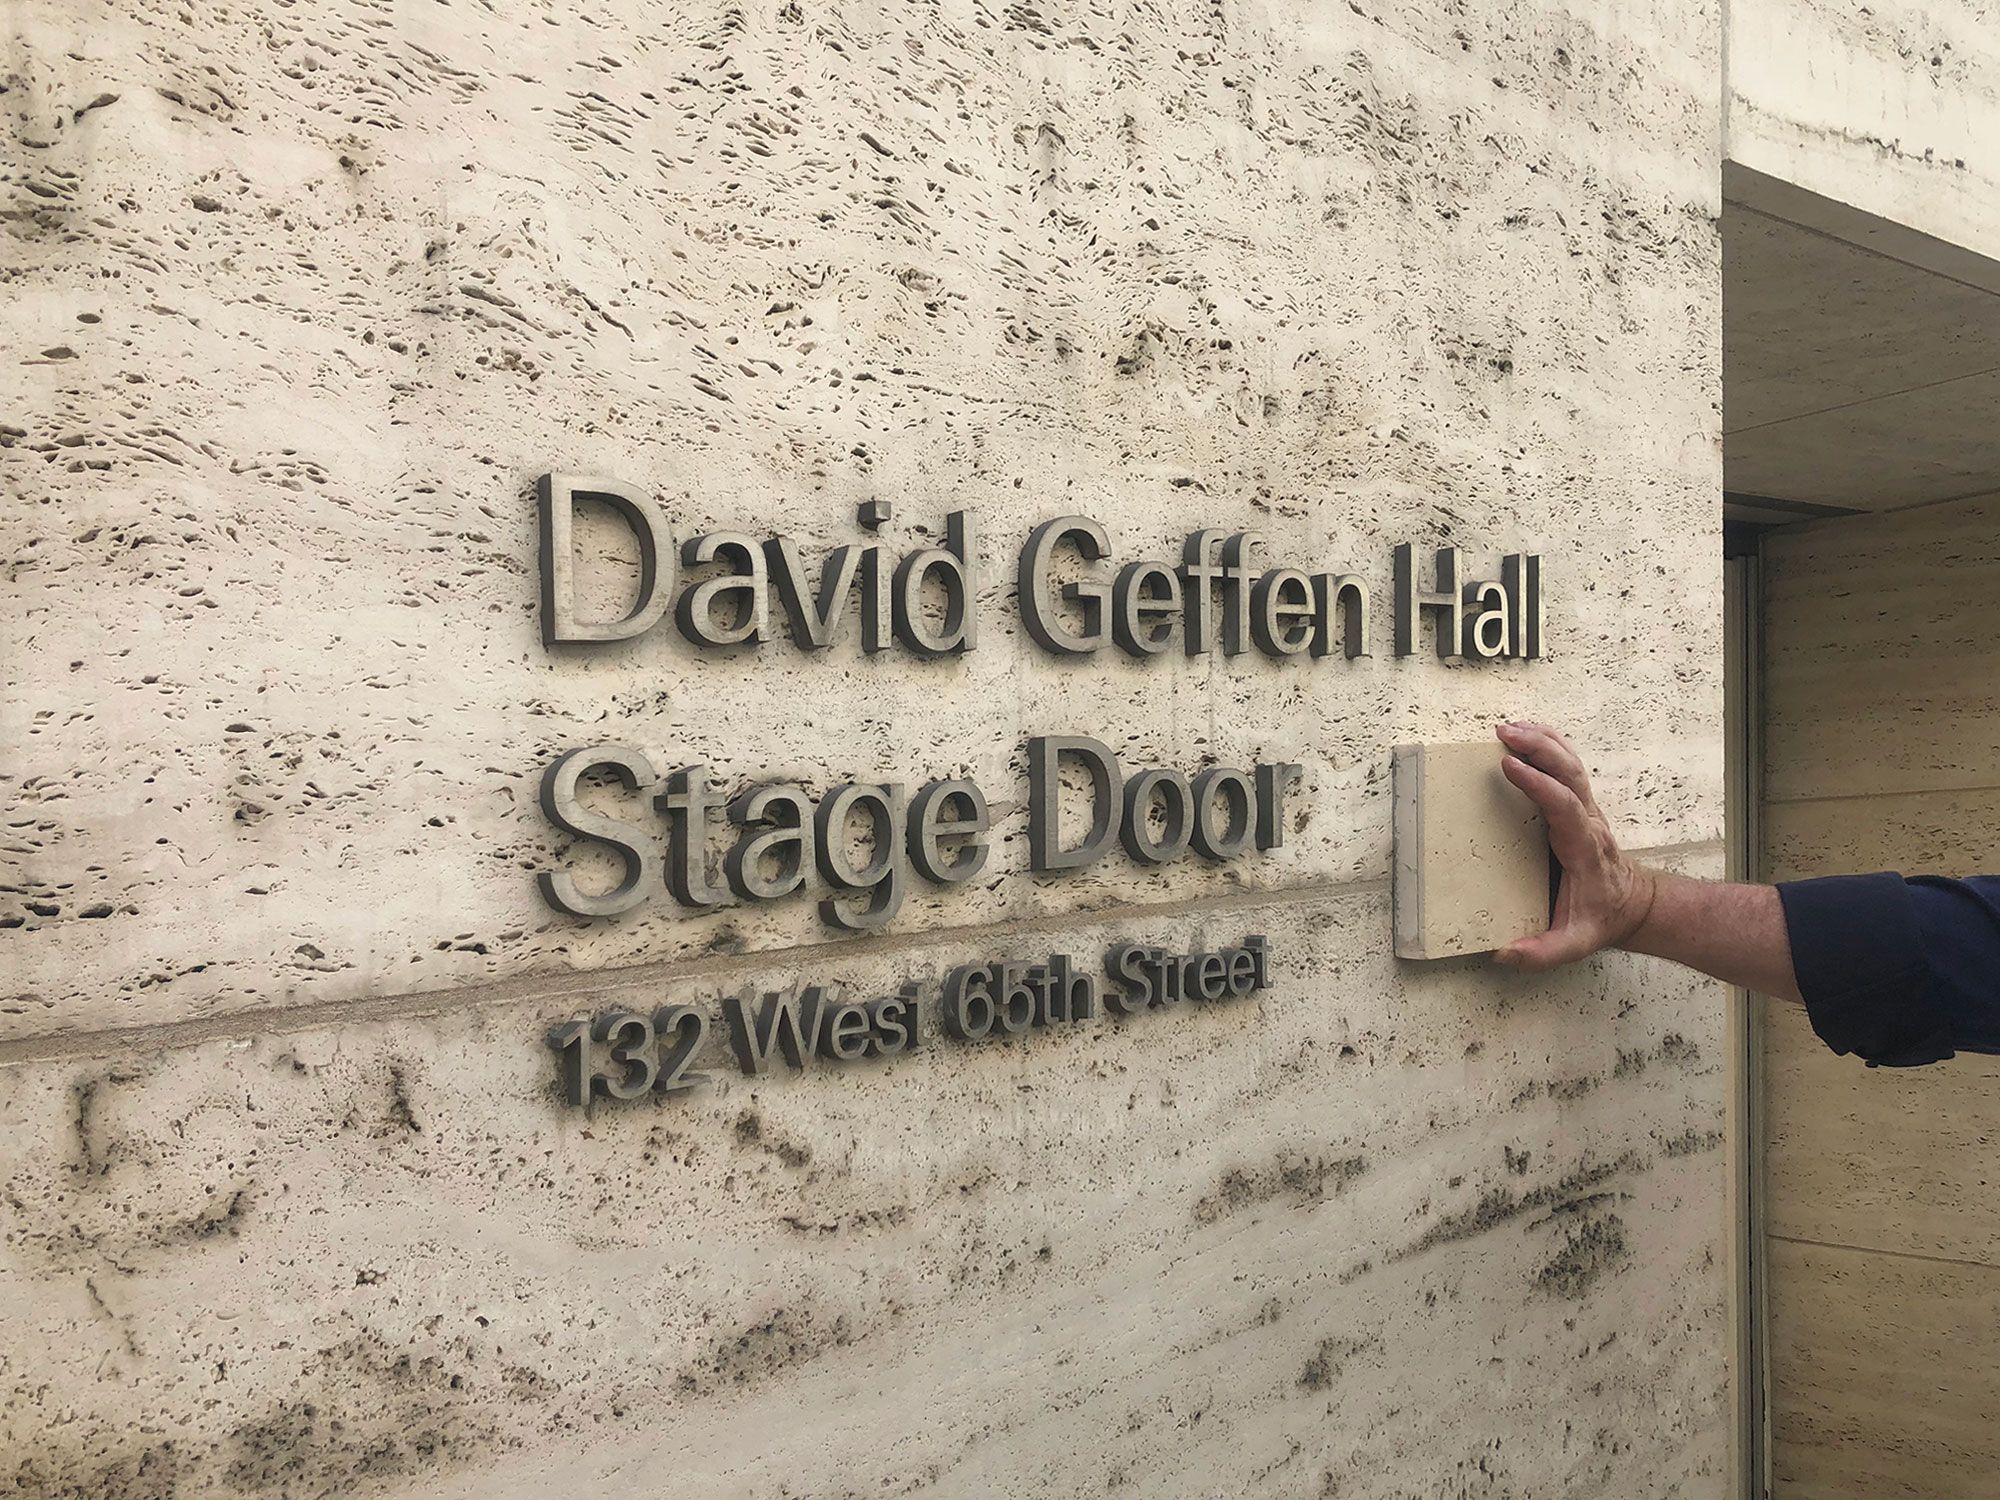 David Geffen Hall
Stage Door
132 West 65th Street